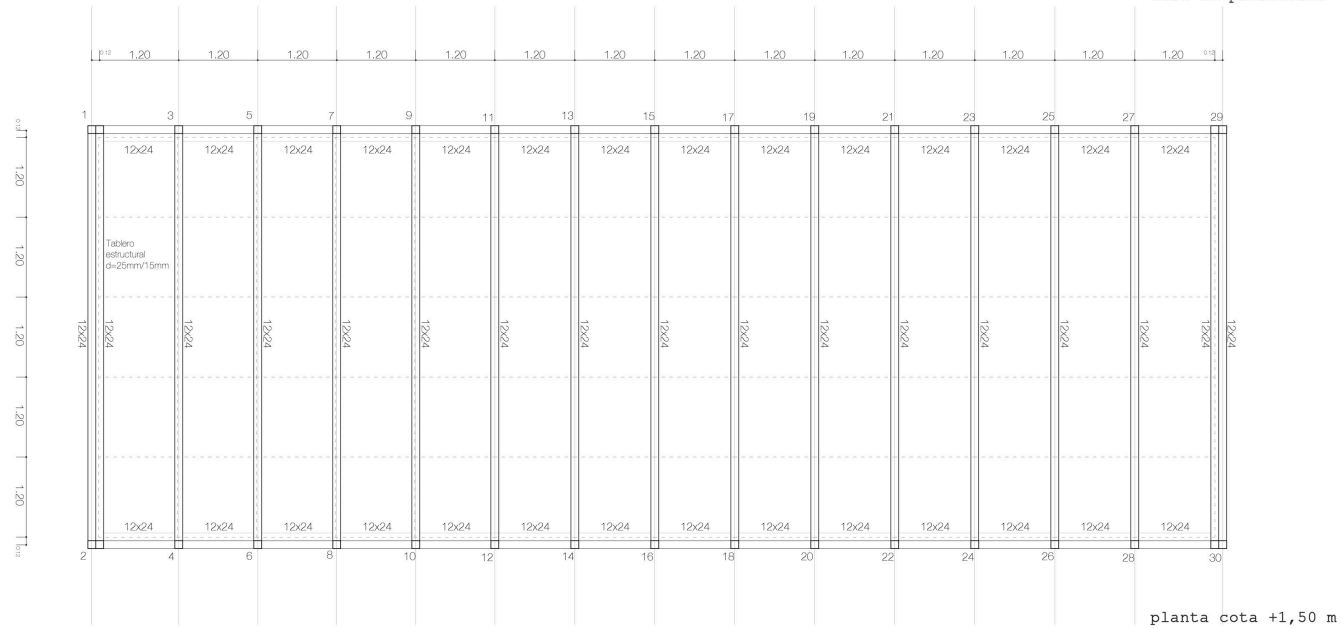 0.12 1.20 1.20 1.20 1.20 1.20 1.20 1.20 1.20 1.20 1.20 1.20 1.20 1.20 1.20 0.12
1 3 5 7 9 11 13 15 17 19 21 23 25 27 29
0.12
1.20
1.20
1.20
1.20
1.20
0.12
12x24 12x24 12x24 12x24 12x24 12x24 12x24 12x24 12x24 12x24 12x24 12x24 12x24 12x24
Tablero
estructural
d=25mm/15mm
12x24 12x24 12x24 12x24 12x24 12x24 12x24 12x24 12x24 12x24 12x24 12x24 12x24 12x24 12x24 12x24 12x24
12x24 12x24 12x24 12x24 12x24 12x24 12x24 12x24 12x24 12x24 12x24 12x24 12x24 12x24
2 4 6 8 10 12 14 16 18 20 22 24 26 28 30
planta cota +1,50 m